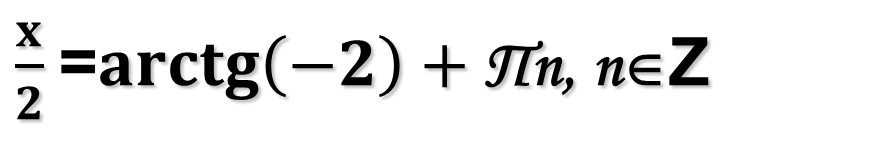 x/2 =arctg(−2) + πn, n∈Z